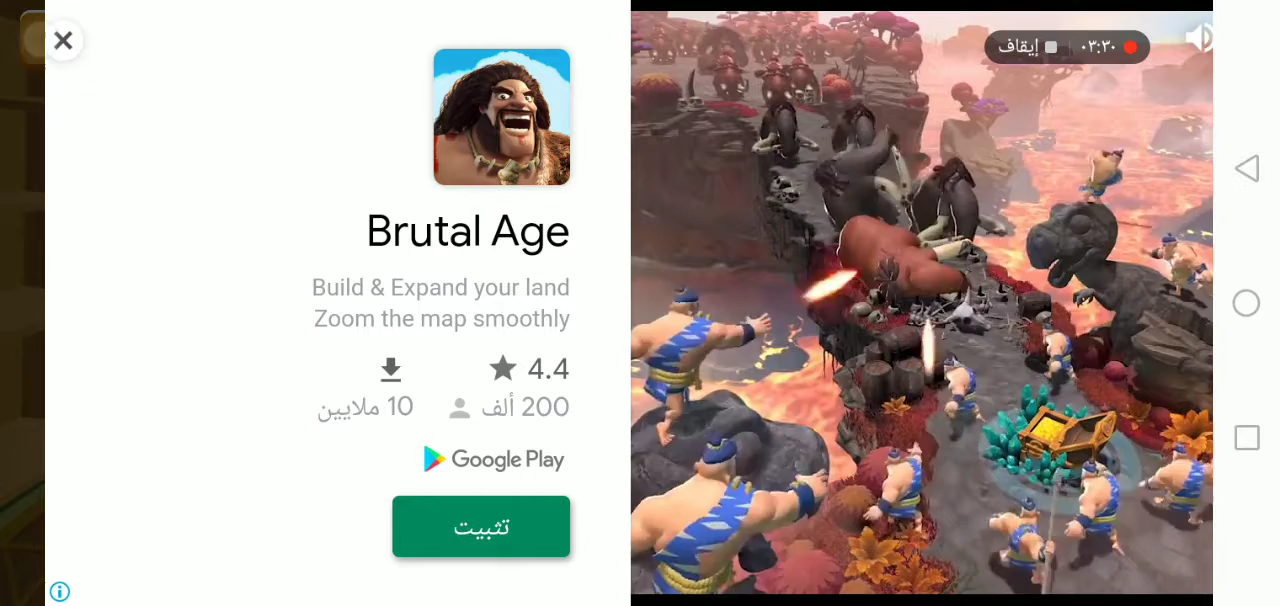 Brutal Age
Build & Expand your land
Zoom the map smoothly
4.4
200 ألف
10 ملايين
Google Play
تثبيت
٠٣:٣٠ إيقاف